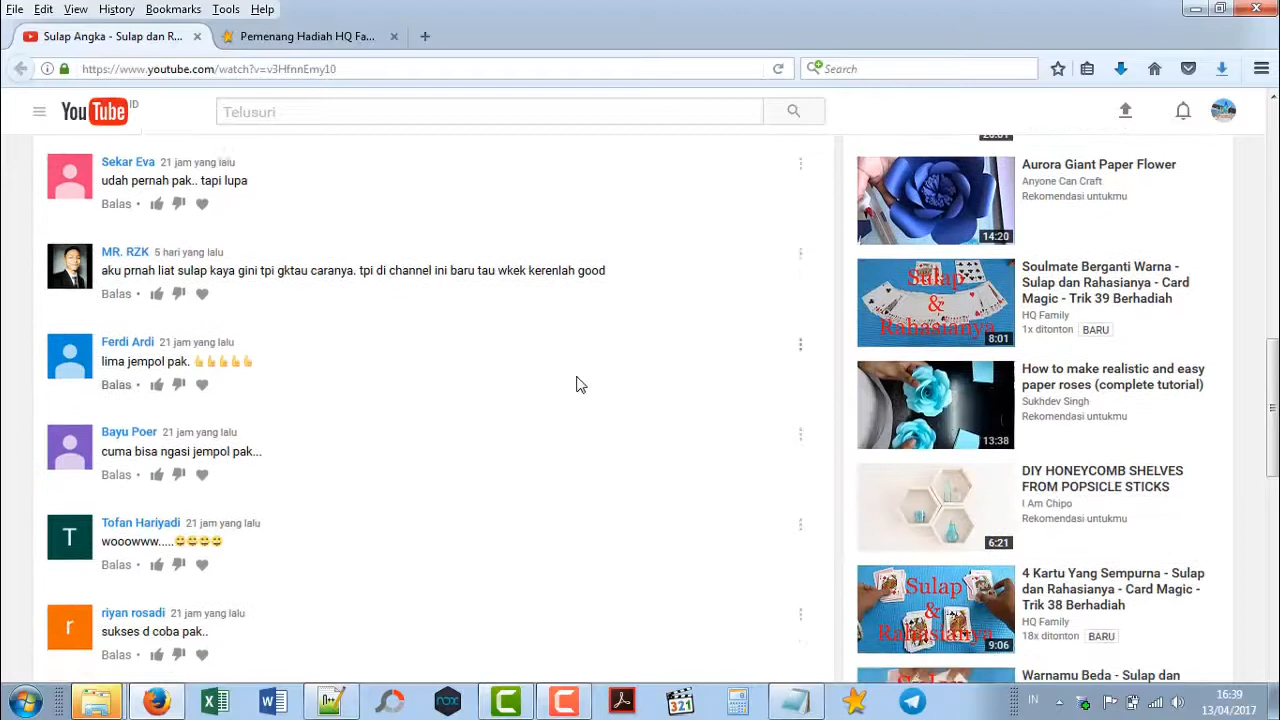 File Edit View History Bookmarks Tools Help
Sulap Angka - Sulap dan R...
Pemenang Hadiah HQ Fa...
https://www.youtube.com/watch?v=v3HfnnEmy10
Search
YouTube ID
Telusuri
Sekar Eva 21 jam yang lalu
udah pernah pak.. tapi lupa
Balas
MR. RZK 5 hari yang lalu
aku prnah liat sulap kaya gini tpi gktau caranya. tpi di channel ini baru tau wkek kerenlah good
Balas
Ferdi Ardi 21 jam yang lalu
lima jempol pak. 👍👍👍👍👍
Balas
Bayu Poer 21 jam yang lalu
cuma bisa ngasi jempol pak...
Balas
T
Tofan Hariyadi 21 jam yang lalu
wooowww.....😄😄😄😄
Balas
r
riyan rosadi 21 jam yang lalu
sukses d coba pak..
Balas
Aurora Giant Paper Flower
Anyone Can Craft
Rekomendasi untukmu
14:20
Sulap
&
Rahasianya
8:01
Soulmate Berganti Warna -
Sulap dan Rahasianya - Card
Magic - Trik 39 Berhadiah
HQ Family
1x ditonton BARU
How to make realistic and easy
paper roses (complete tutorial)
Sukhdev Singh
Rekomendasi untukmu
13:38
DIY HONEYCOMB SHELVES
FROM POPSICLE STICKS
I Am Chipo
Rekomendasi untukmu
6:21
Sulap
&
Rahasianya
9:06
4 Kartu Yang Sempurna - Sulap
dan Rahasianya - Card Magic -
Trik 38 Berhadiah
HQ Family
18x ditonton BARU
Warnamu Beda - Sulap dan
nox
321
IN
16:39
13/04/2017